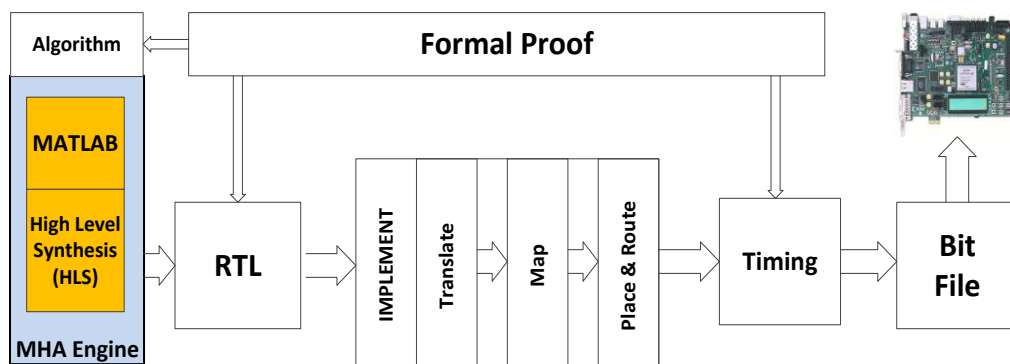 Algorithm
Formal Proof
MATLAB
High Level
Synthesis
(HLS)
MHA Engine
RTL
IMPLEMENT
Translate
Map
Place & Route
Timing
Bit
File